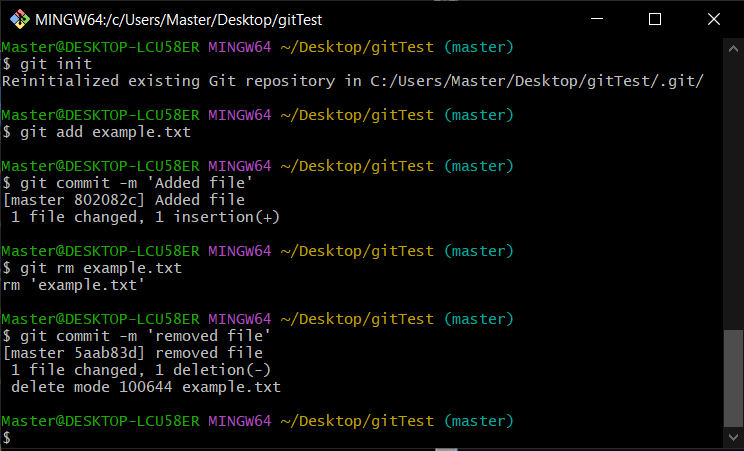 MINGW64:/c/Users/Master/Desktop/gitTest
Master@DESKTOP-LCU58ER MINGW64 ~/Desktop/gitTest (master)
$ git init
Reinitialized existing Git repository in C:/Users/Master/Desktop/gitTest/.git/
Master@DESKTOP-LCU58ER MINGW64 ~/Desktop/gitTest (master)
$ git add example.txt
Master@DESKTOP-LCU58ER MINGW64 ~/Desktop/gitTest (master)
$ git commit -m 'Added file'
[master 802082c] Added file
 1 file changed, 1 insertion(+)
Master@DESKTOP-LCU58ER MINGW64 ~/Desktop/gitTest (master)
$ git rm example.txt
rm 'example.txt'
Master@DESKTOP-LCU58ER MINGW64 ~/Desktop/gitTest (master)
$ git commit -m 'removed file'
[master 5aab83d] removed file
 1 file changed, 1 deletion(-)
 delete mode 100644 example.txt
Master@DESKTOP-LCU58ER MINGW64 ~/Desktop/gitTest (master)
$